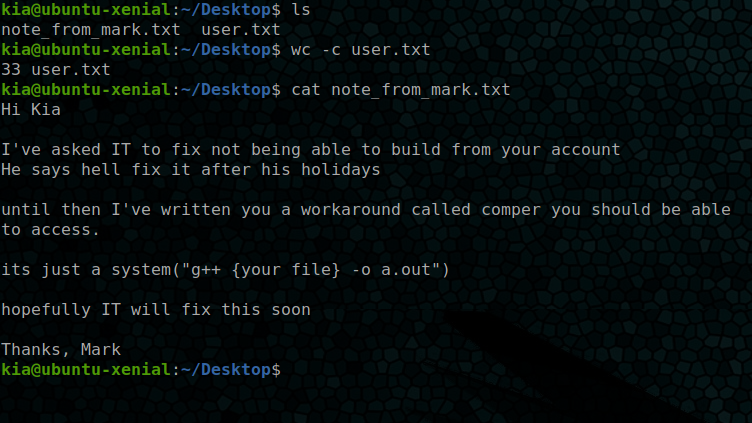 kia@ubuntu-xenial:~/Desktop$ ls
note_from_mark.txt  user.txt
kia@ubuntu-xenial:~/Desktop$ wc -c user.txt
33 user.txt
kia@ubuntu-xenial:~/Desktop$ cat note_from_mark.txt
Hi Kia
I've asked IT to fix not being able to build from your account
He says hell fix it after his holidays
until then I've written you a workaround called comper you should be able
to access.
its just a system("g++ {your file} -o a.out")
hopefully IT will fix this soon
Thanks, Mark
kia@ubuntu-xenial:~/Desktop$